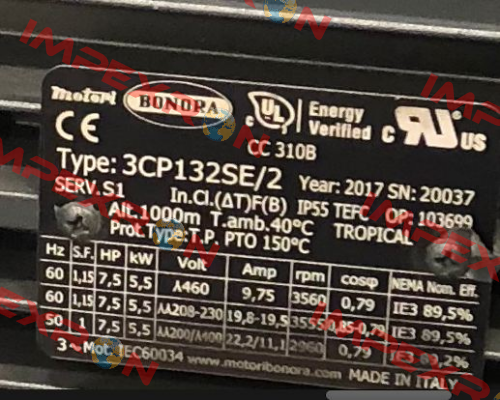 IMPEXRON
motori BONORA c UL Energy Verified c RU US
CE CC 310B
Type: 3CP132SE/2 Year: 2017 SN: 20037
SERV. S1 In.Cl.(ΔT)F(B) IP55 TEFC OP: 103699
Alt. 1000m T.amb. 40°C TROPICAL
Prot.Type: T.P. PTO 150°C
Hz S.F. HP kW Volt Amp rpm cosφ NEMA Nom. Eff.
60 1,15 7,5 5,5 λ460 9,75 3560 0,79 IE3 89,5%
60 1,15 7,5 5,5 λλ208-230 19,8-19,5 3555 0,85-0,79 IE3 89,5%
50 1 7,5 5,5 λλ200/λ400 22,2/11,1 2960 0,79 IE3 89,2%
3~Mot. IEC60034 www.motoribonora.com MADE IN ITALY